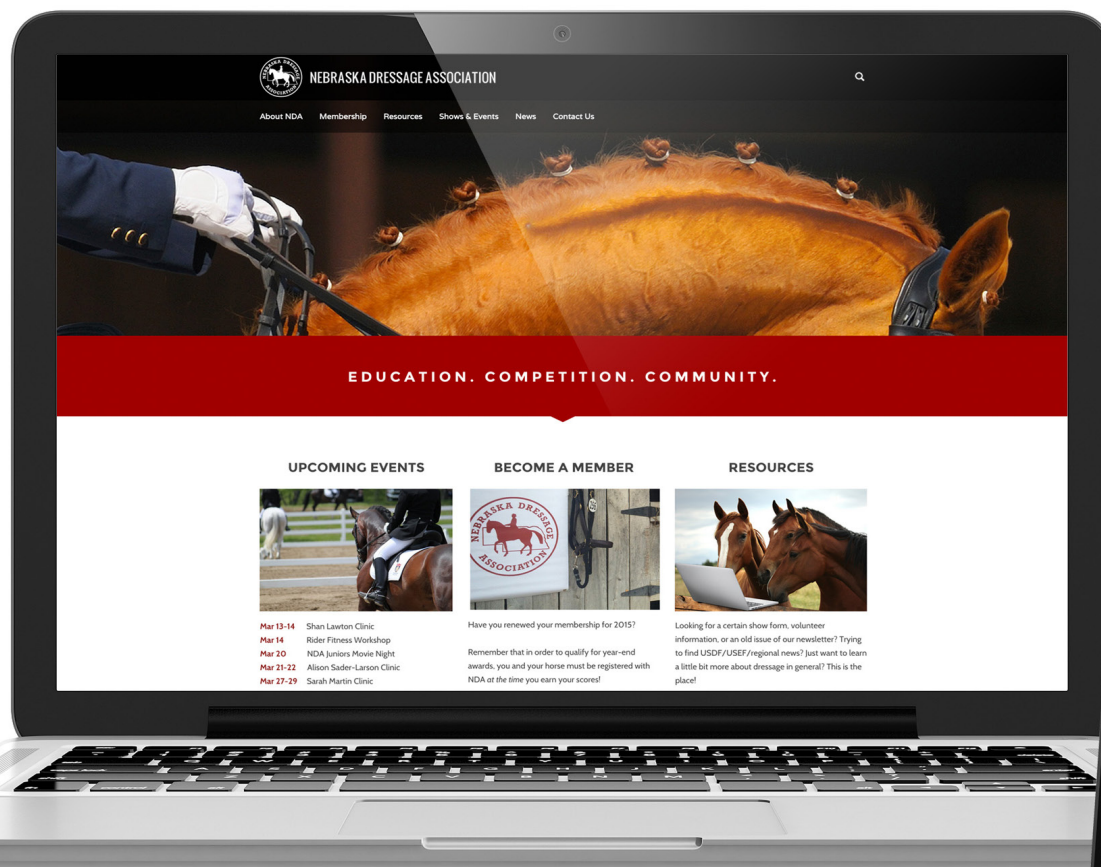 NEBRASKA DRESSAGE ASSOCIATION
NEBRASKA DRESSAGE ASSOCIATION
About NDA Membership Resources Shows & Events News Contact Us
EDUCATION. COMPETITION. COMMUNITY.
UPCOMING EVENTS
NEBRASKA DRESSAGE ASSOCIATION
BECOME A MEMBER
RESOURCES
Mar 13-14 Shan Lawton Clinic
Mar 14 Rider Fitness Workshop
Mar 20 NDA Juniors Movie Night
Mar 21-22 Alison Sader-Larson Clinic
Mar 27-29 Sarah Martin Clinic
Have you renewed your membership for 2015?
Remember that in order to qualify for year-end
awards, you and your horse must be registered with
NDA at the time you earn your scores!
Looking for a certain show form, volunteer
information, or an old issue of our newsletter? Trying
to find USDF/USEF/regional news? Just want to learn
a little bit more about dressage in general? This is the
place!